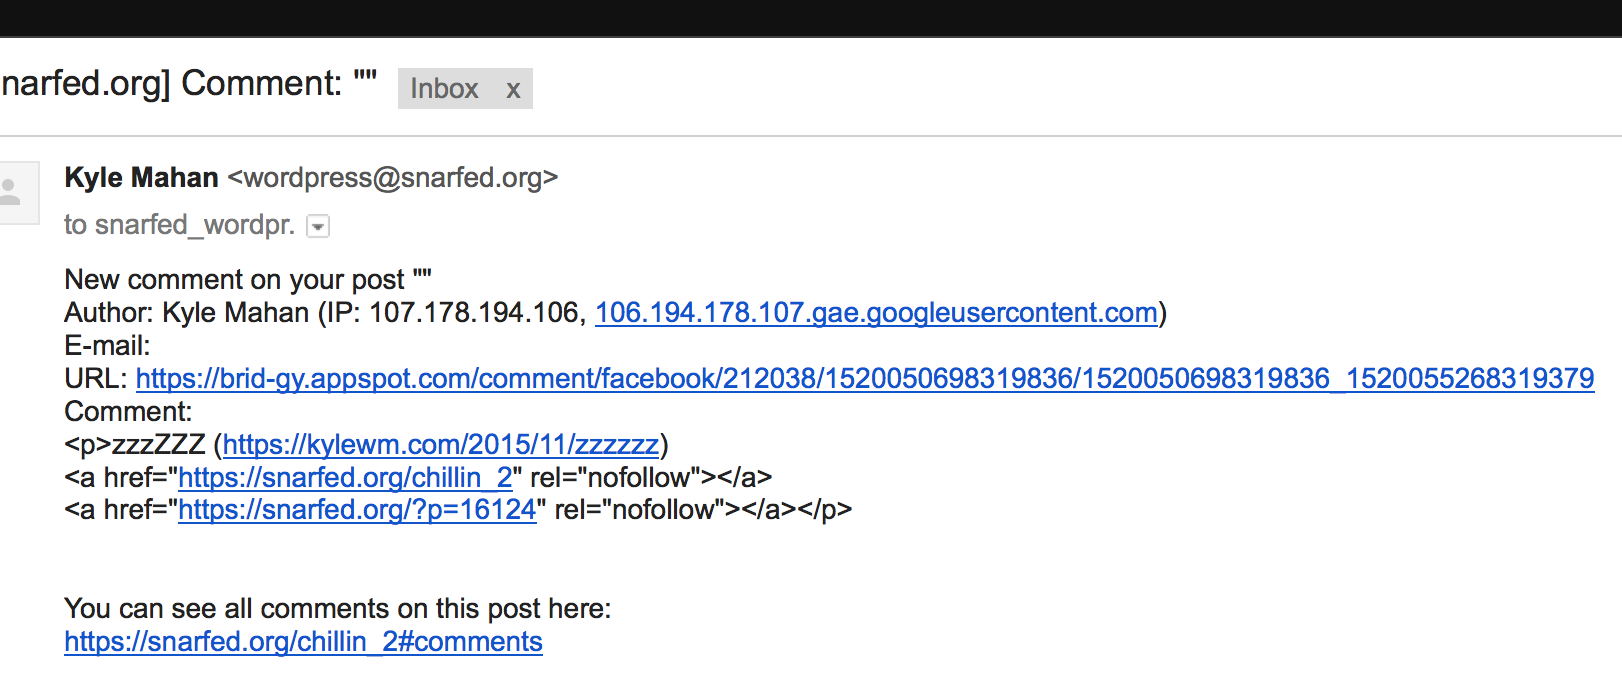 narfed.org] Comment: "" Inbox x
Kyle Mahan <wordpress@snarfed.org>
to snarfed_wordpr.
New comment on your post ""
Author: Kyle Mahan (IP: 107.178.194.106, 106.194.178.107.gae.googleusercontent.com)
E-mail:
URL: https://brid-gy.appspot.com/comment/facebook/212038/1520050698319836/1520050698319836_1520055268319379
Comment:
<p>zzzZZZ (https://kylewm.com/2015/11/zzzzzz)
<a href="https://snarfed.org/chillin_2" rel="nofollow"></a>
<a href="https://snarfed.org/?p=16124" rel="nofollow"></a></p>
You can see all comments on this post here:
https://snarfed.org/chillin_2#comments